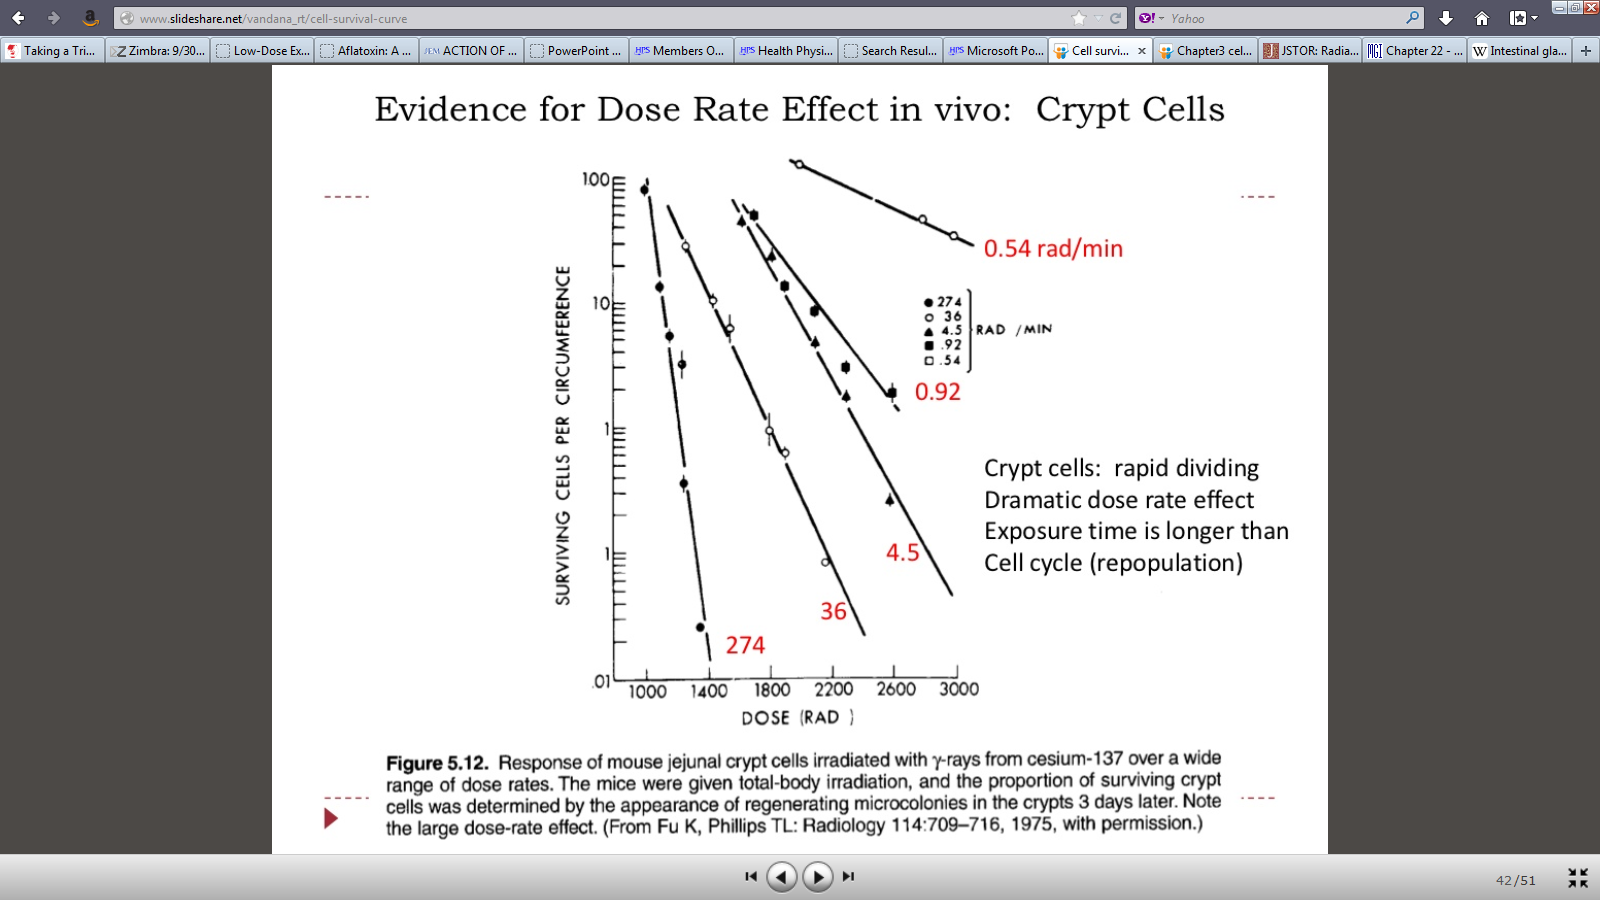 www.slideshare.net/vandana_rt/cell-survival-curve
Yahoo
Taking a Tri...
Zimbra: 9/30...
Low-Dose Ex...
Aflatoxin: A ...
JEM ACTION OF ...
PowerPoint ...
HPS Members O...
HPS Health Physi...
Search Resul...
HPS Microsoft Po...
Cell survi...
Chapter3 cel...
JSTOR: Radia...
Chapter 22 - ...
W Intestinal gla...
Evidence for Dose Rate Effect in vivo: Crypt Cells
100
10
1
.1
.01
SURVIVING CELLS PER CIRCUMFERENCE
0.54 rad/min
274
36
4.5
.92
.54
RAD /MIN
0.92
4.5
36
274
Crypt cells: rapid dividing
Dramatic dose rate effect
Exposure time is longer than
Cell cycle (repopulation)
1000 1400 1800 2200 2600 3000
DOSE (RAD )
Figure 5.12. Response of mouse jejunal crypt cells irradiated with γ-rays from cesium-137 over a wide
range of dose rates. The mice were given total-body irradiation, and the proportion of surviving crypt
cells was determined by the appearance of regenerating microcolonies in the crypts 3 days later. Note
the large dose-rate effect. (From Fu K, Phillips TL: Radiology 114:709–716, 1975, with permission.)
42/51